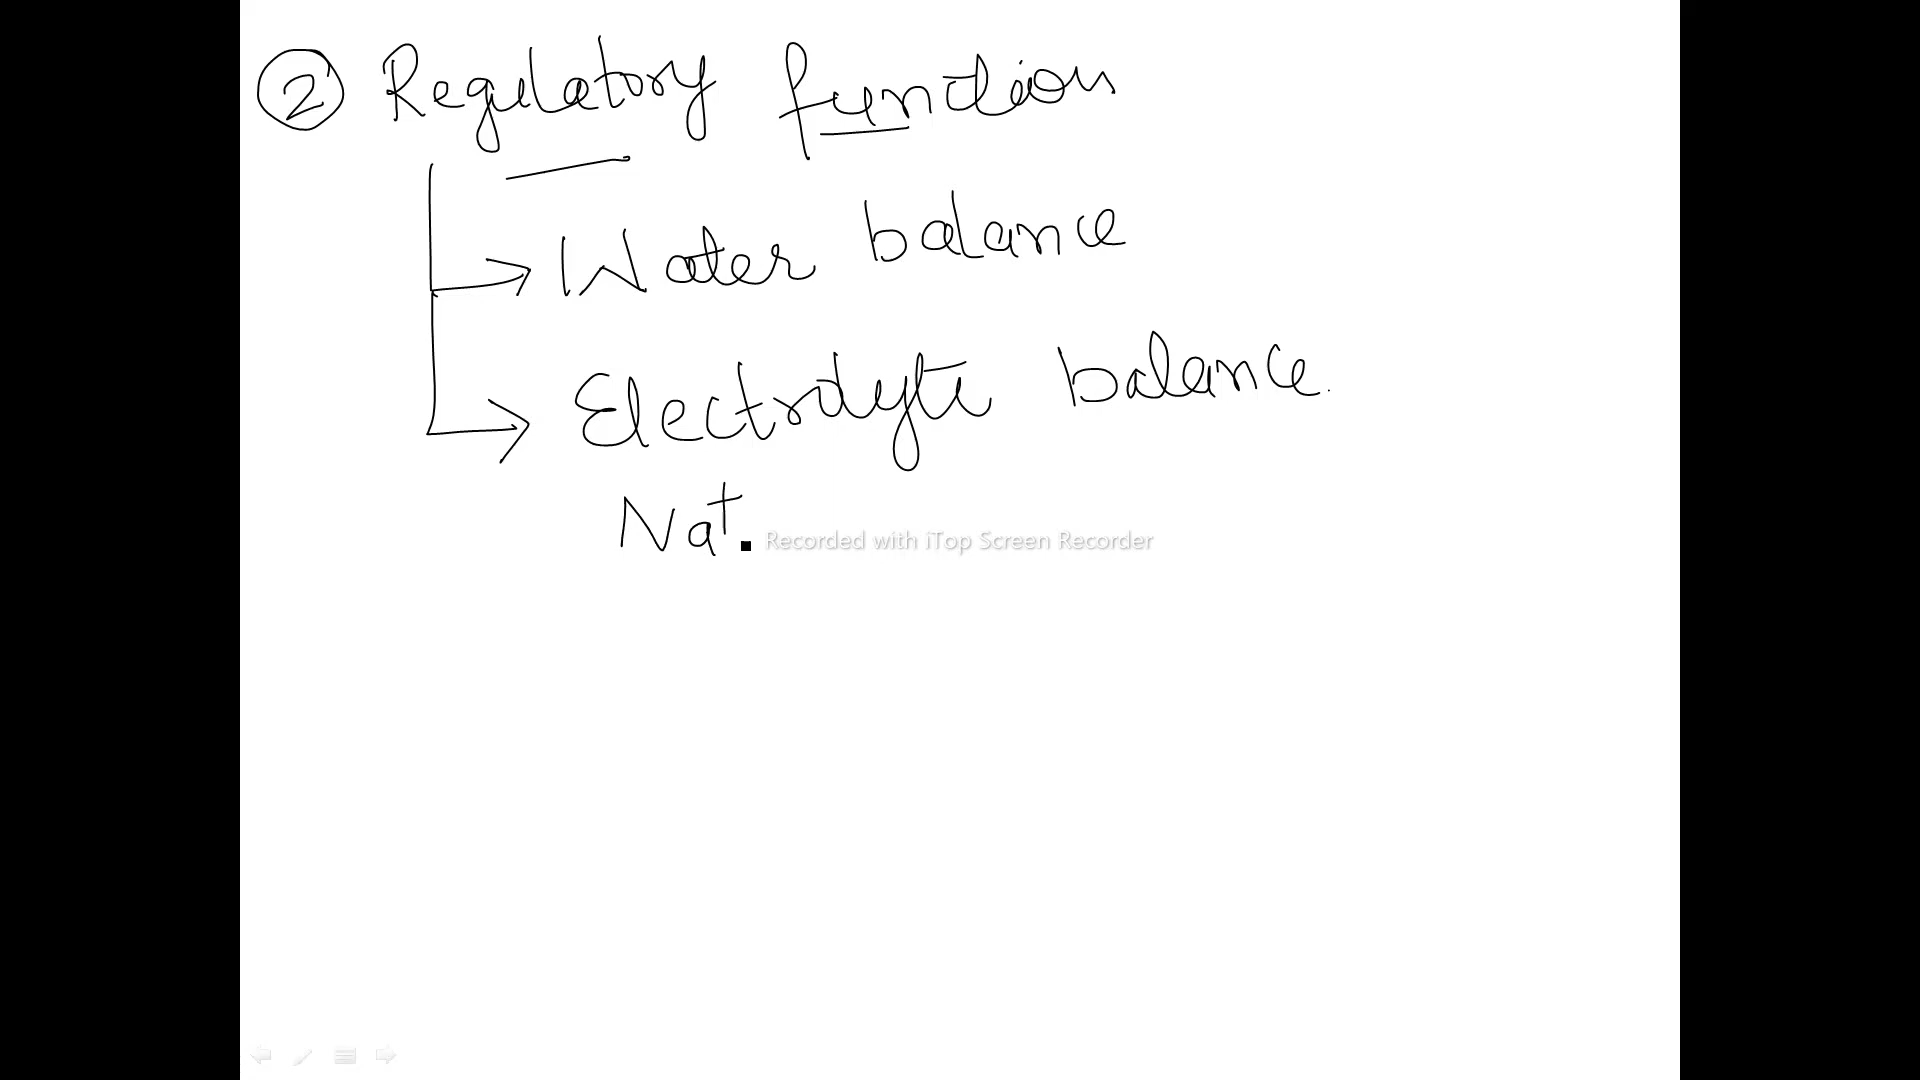 ② Regulatory function
→ Water balance
→ Electrolyte balance.
Na⁺.
Recorded with iTop Screen Recorder